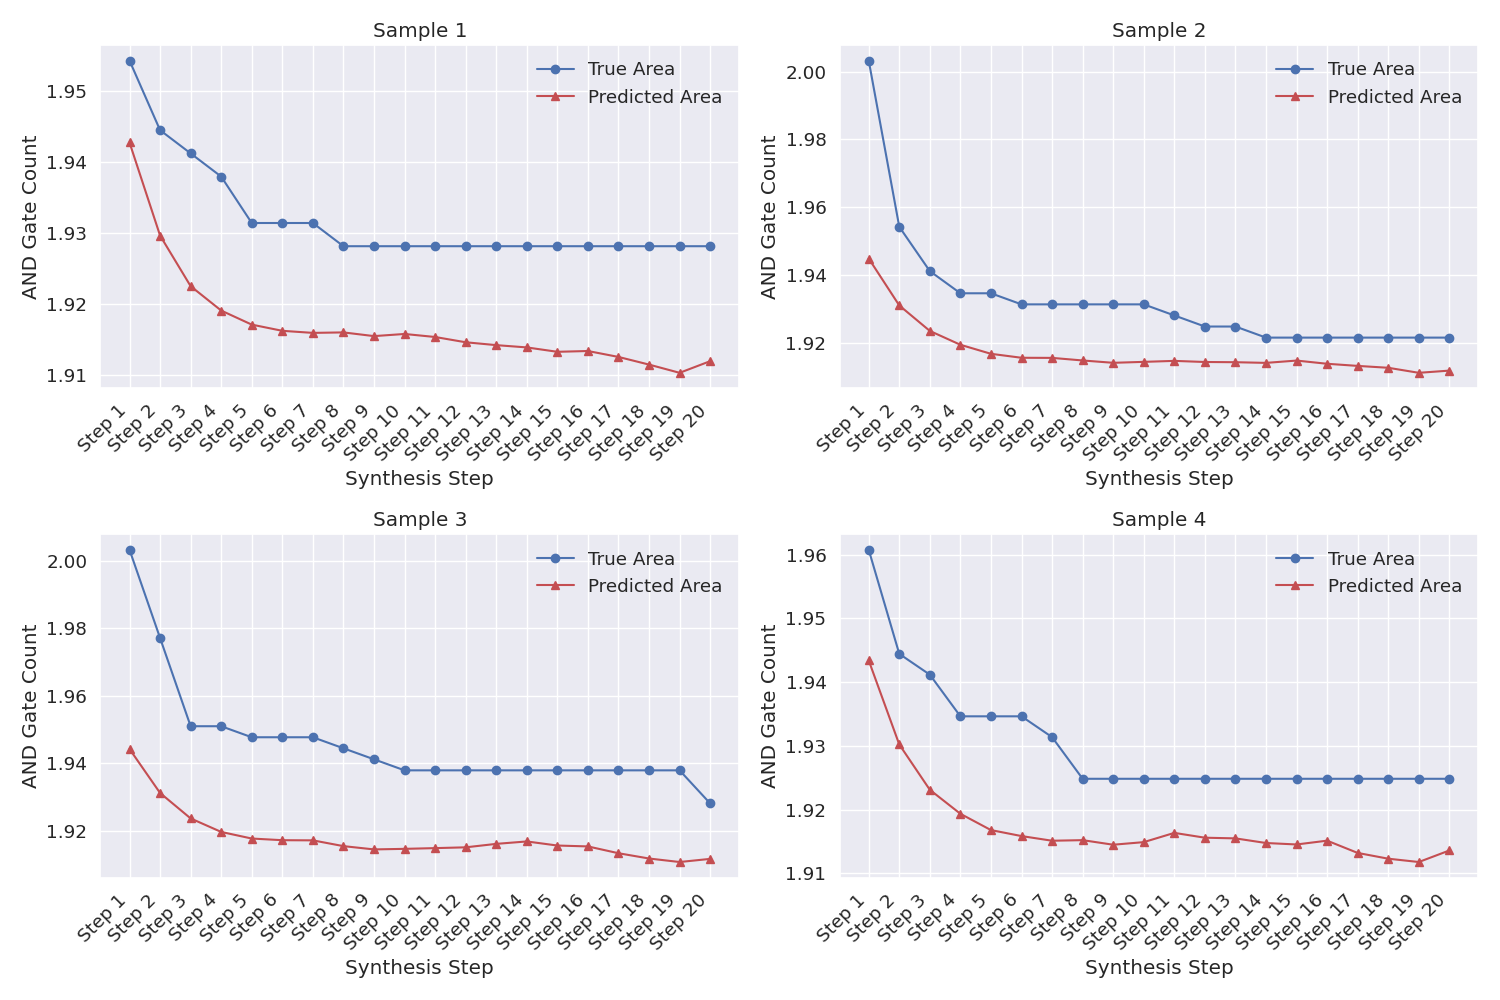 Sample 1
AND Gate Count
1.95
1.94
1.93
1.92
1.91
True Area
Predicted Area
Step 1
Step 2
Step 3
Step 4
Step 5
Step 6
Step 7
Step 8
Step 9
Step 10
Step 11
Step 12
Step 13
Step 14
Step 15
Step 16
Step 17
Step 18
Step 19
Step 20
Synthesis Step
Sample 2
AND Gate Count
2.00
1.98
1.96
1.94
1.92
True Area
Predicted Area
Step 1
Step 2
Step 3
Step 4
Step 5
Step 6
Step 7
Step 8
Step 9
Step 10
Step 11
Step 12
Step 13
Step 14
Step 15
Step 16
Step 17
Step 18
Step 19
Step 20
Synthesis Step
Sample 3
AND Gate Count
2.00
1.98
1.96
1.94
1.92
True Area
Predicted Area
Step 1
Step 2
Step 3
Step 4
Step 5
Step 6
Step 7
Step 8
Step 9
Step 10
Step 11
Step 12
Step 13
Step 14
Step 15
Step 16
Step 17
Step 18
Step 19
Step 20
Synthesis Step
Sample 4
AND Gate Count
1.96
1.95
1.94
1.93
1.92
1.91
True Area
Predicted Area
Step 1
Step 2
Step 3
Step 4
Step 5
Step 6
Step 7
Step 8
Step 9
Step 10
Step 11
Step 12
Step 13
Step 14
Step 15
Step 16
Step 17
Step 18
Step 19
Step 20
Synthesis Step